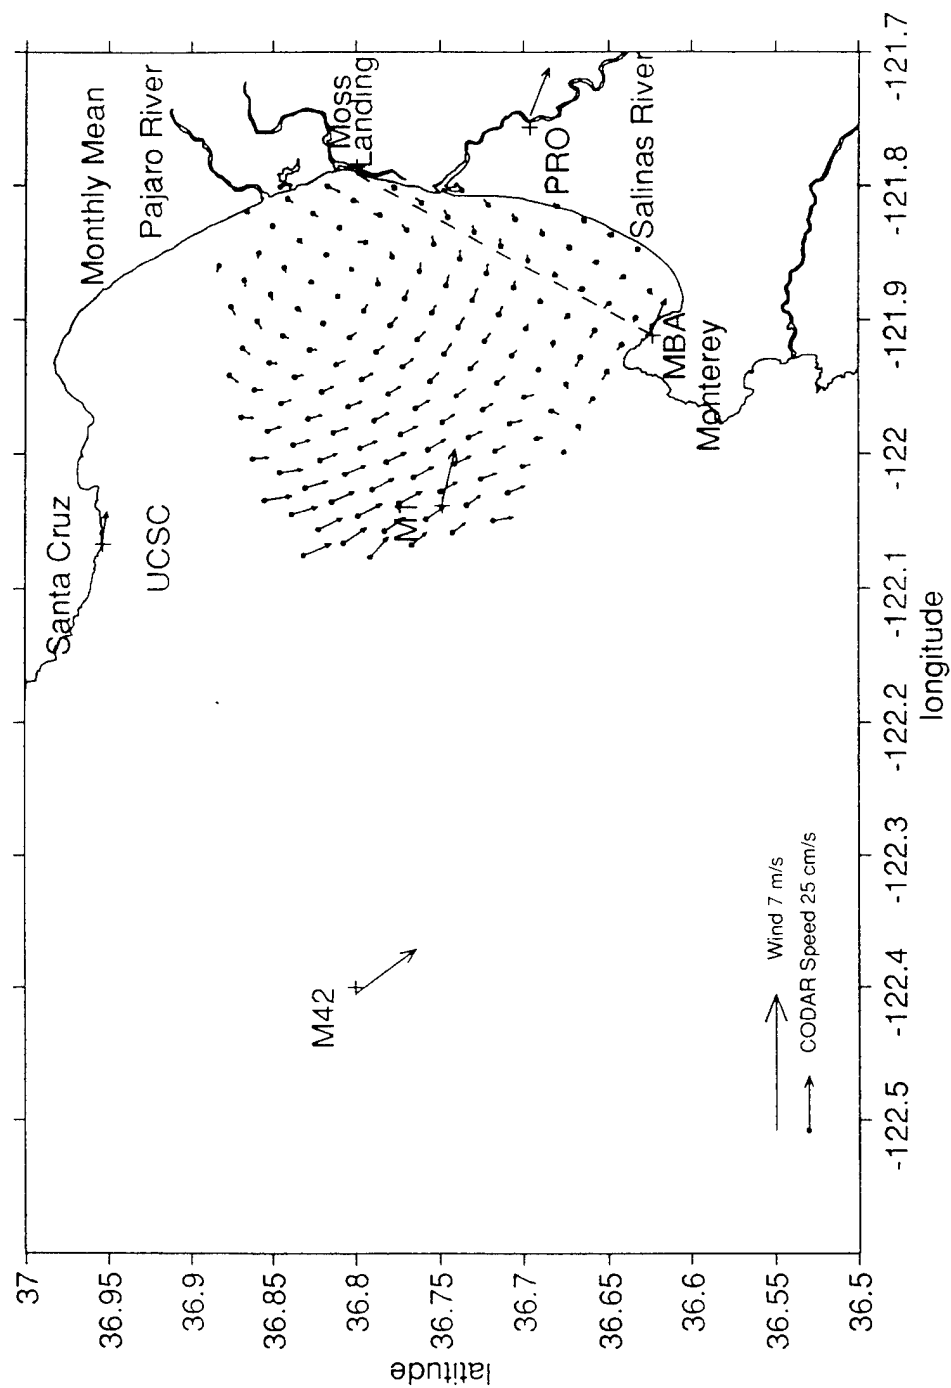 Monthly Mean
Pajaro River
Santa Cruz
UCSC
Moss
Landing
PRO
Salinas River
M1
MBA
Monterey
M42
Wind 7 m/s
CODAR Speed 25 cm/s
37
36.95
36.9
36.85
36.8
36.75
36.7
36.65
36.6
36.55
36.5
latitude
-122.5
-122.4
-122.3
-122.2
-122.1
-122
-121.9
-121.8
-121.7
longitude